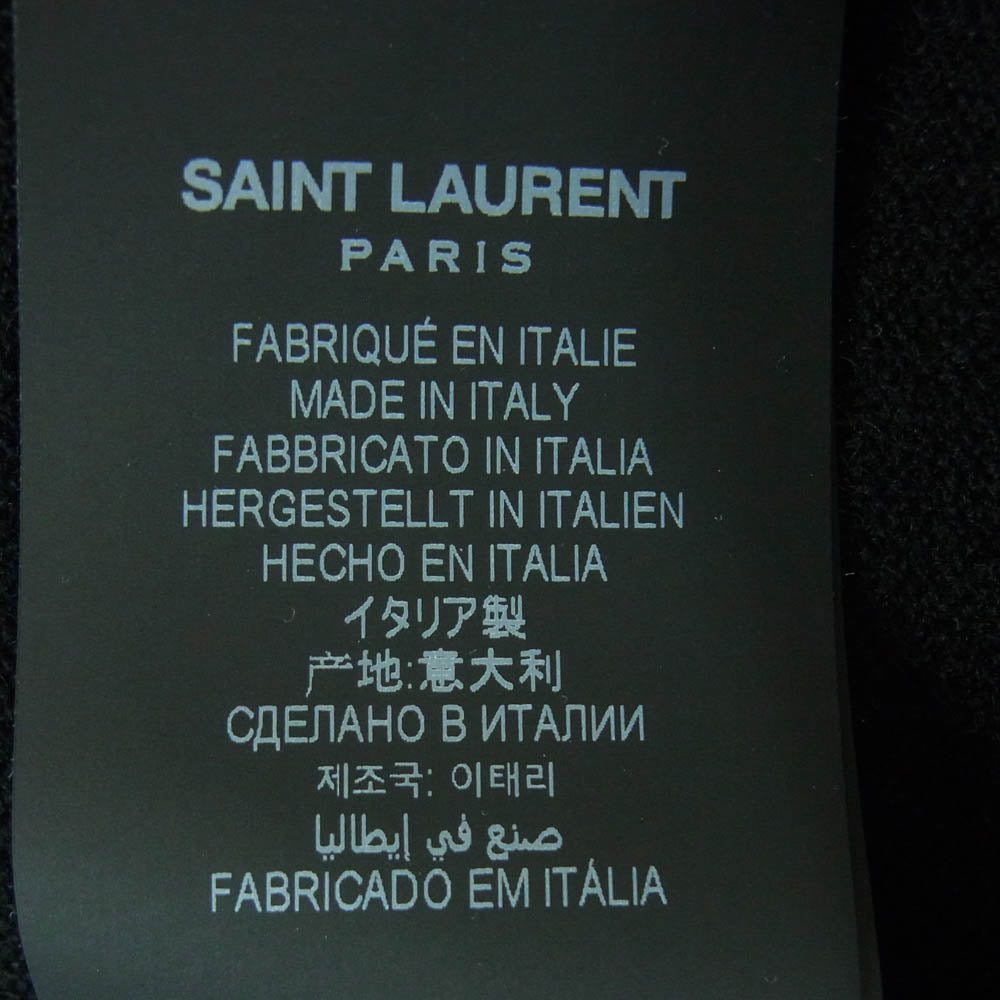 SAINT LAURENT
PARIS
FABRIQUÉ EN ITALIE
MADE IN ITALY
FABBRICATO IN ITALIA
HERGESTELLT IN ITALIEN
HECHO EN ITALIA
イタリア製
产地:意大利
СДЕЛАНО В ИТАЛИИ
제조국: 이태리
صنع في إيطاليا
FABRICADO EM ITÁLIA